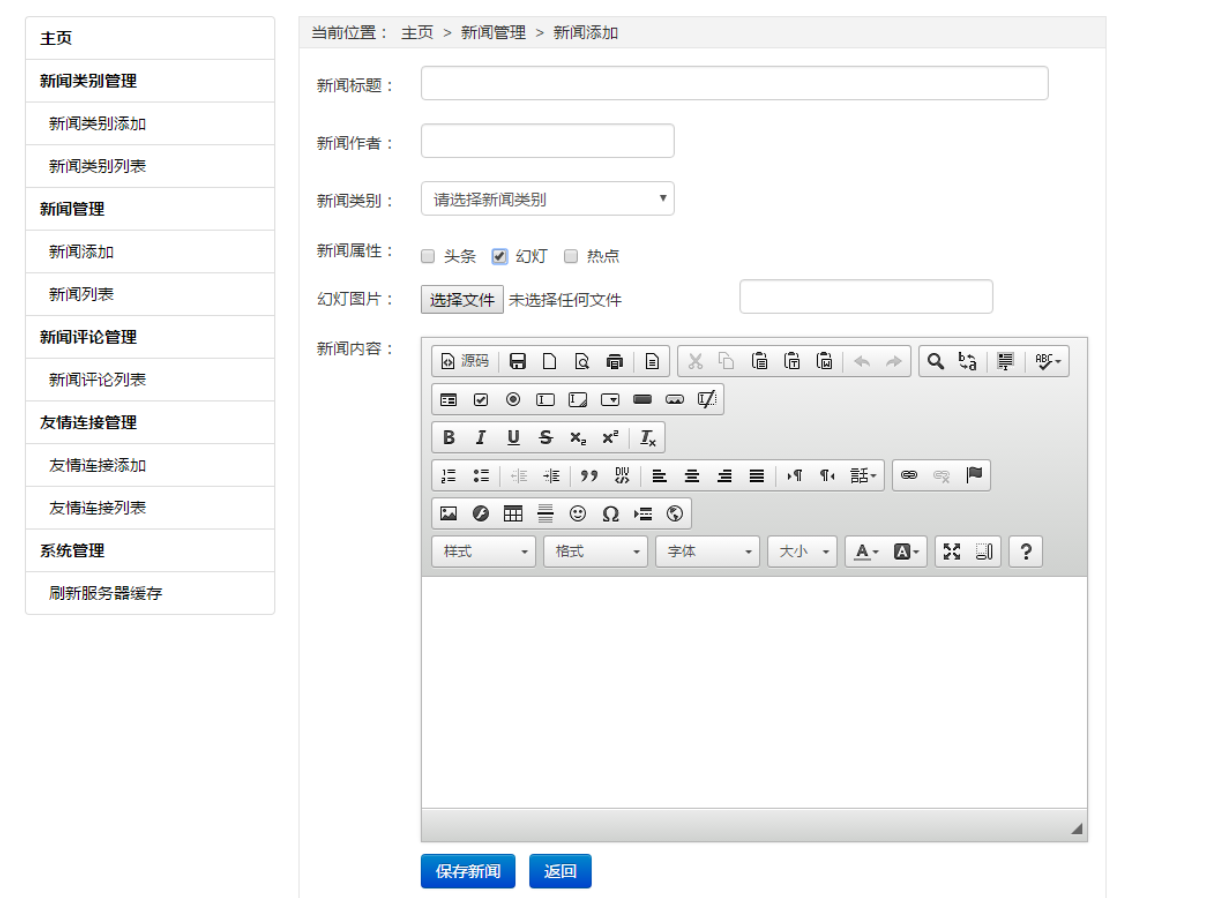 主页
新闻类别管理
新闻类别添加
新闻类别列表
新闻管理
新闻添加
新闻列表
新闻评论管理
新闻评论列表
友情连接管理
友情连接添加
友情连接列表
系统管理
刷新服务器缓存
当前位置： 主页 > 新闻管理 > 新闻添加
新闻标题：
新闻作者：
新闻类别： 请选择新闻类别
新闻属性： 头条 幻灯 热点
幻灯图片： 选择文件 未选择任何文件
新闻内容：
源码
样式 格式 字体 大小
保存新闻 返回